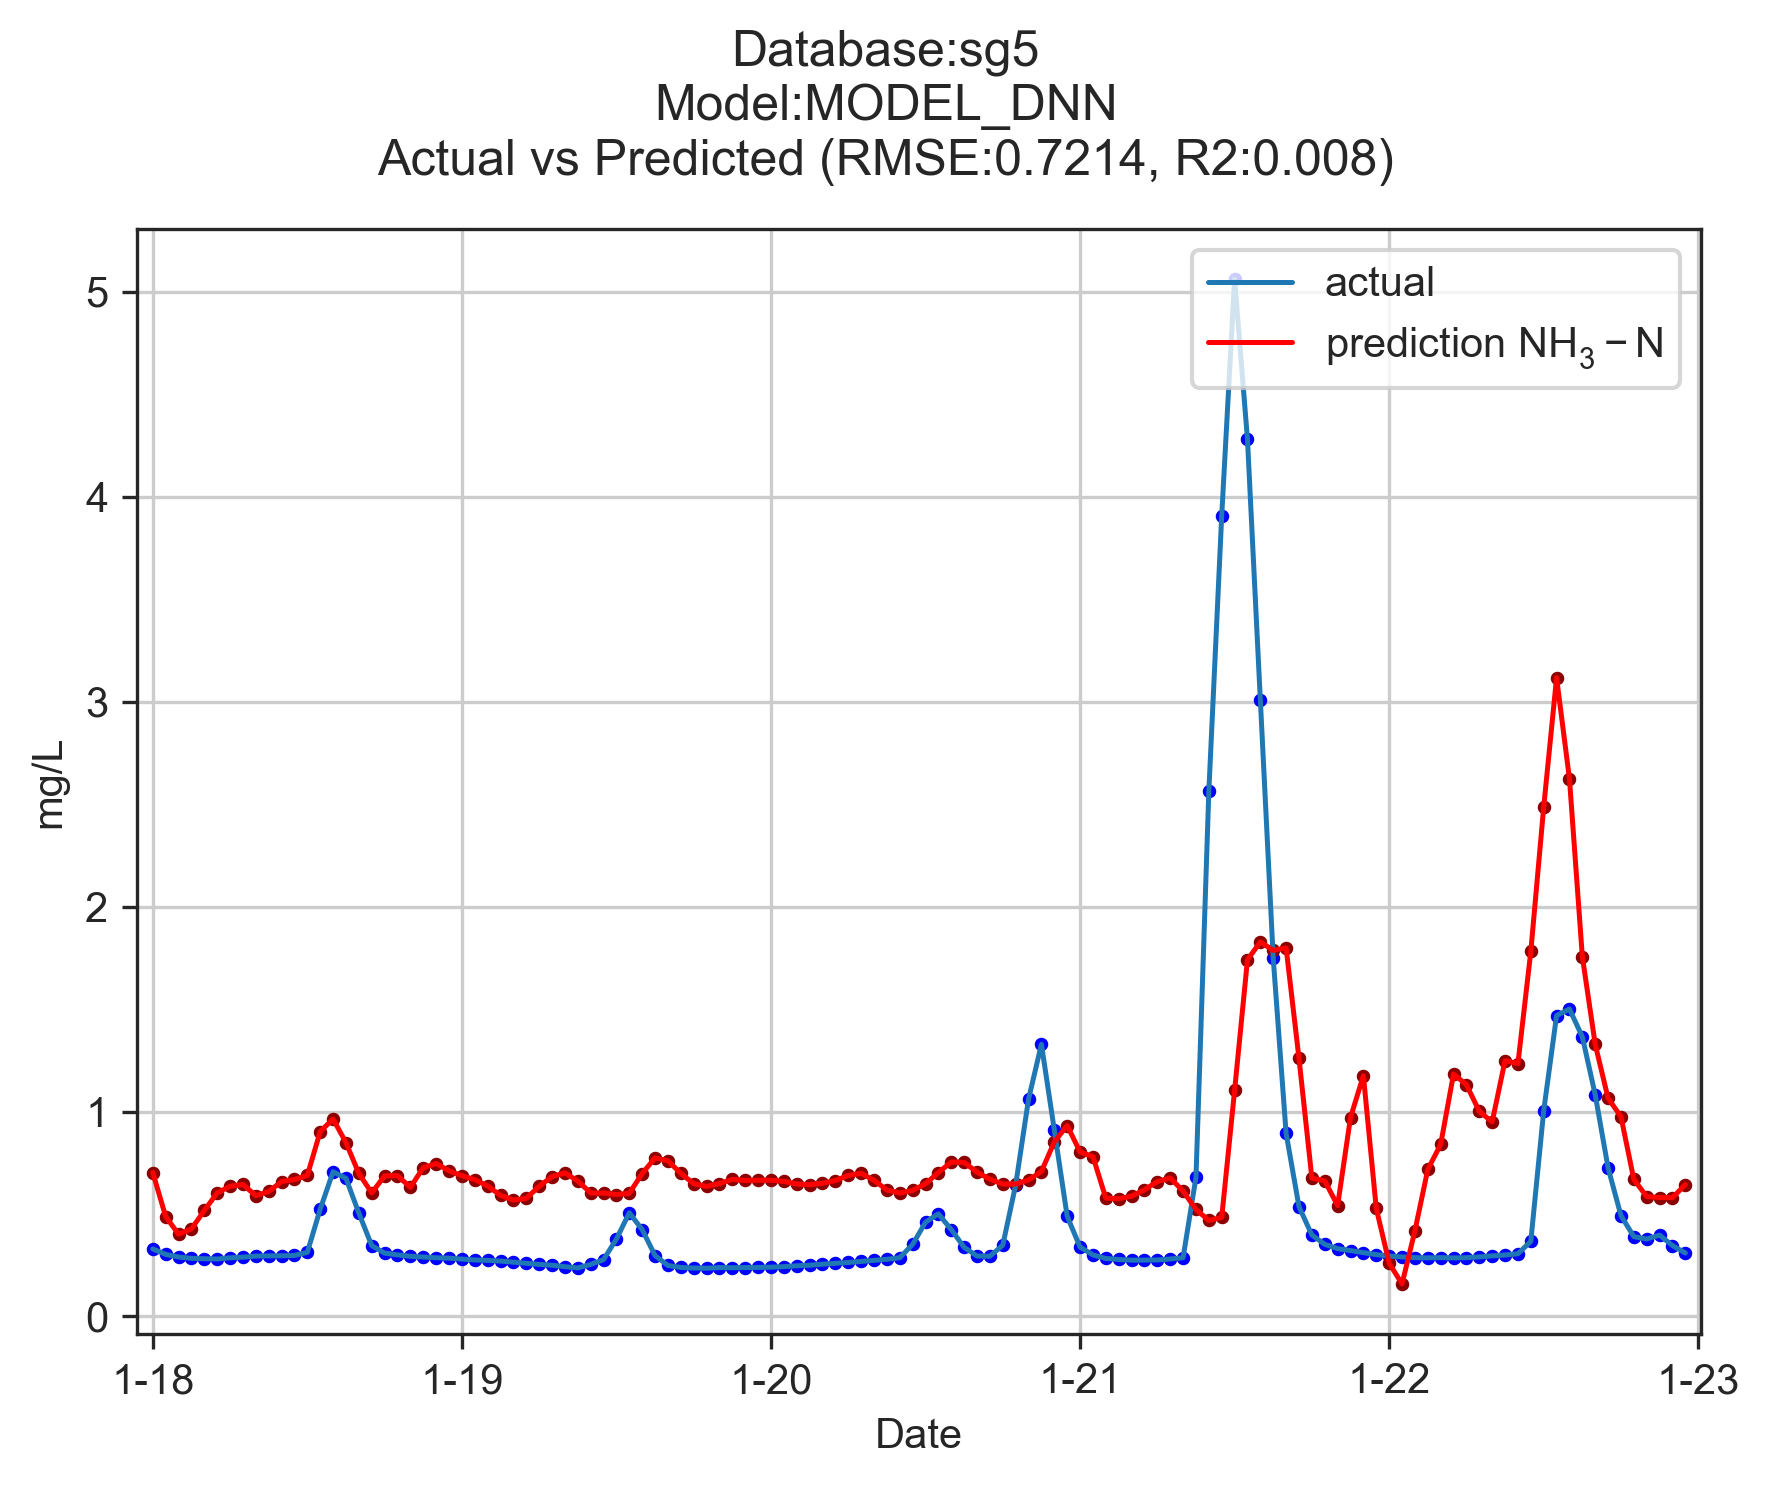 Database:sg5
Model:MODEL_DNN
Actual vs Predicted (RMSE:0.7214, R2:0.008)
actual
prediction NH₃ − N
5
4
3
2
1
0
mg/L
1-18 1-19 1-20 1-21 1-22 1-23
Date